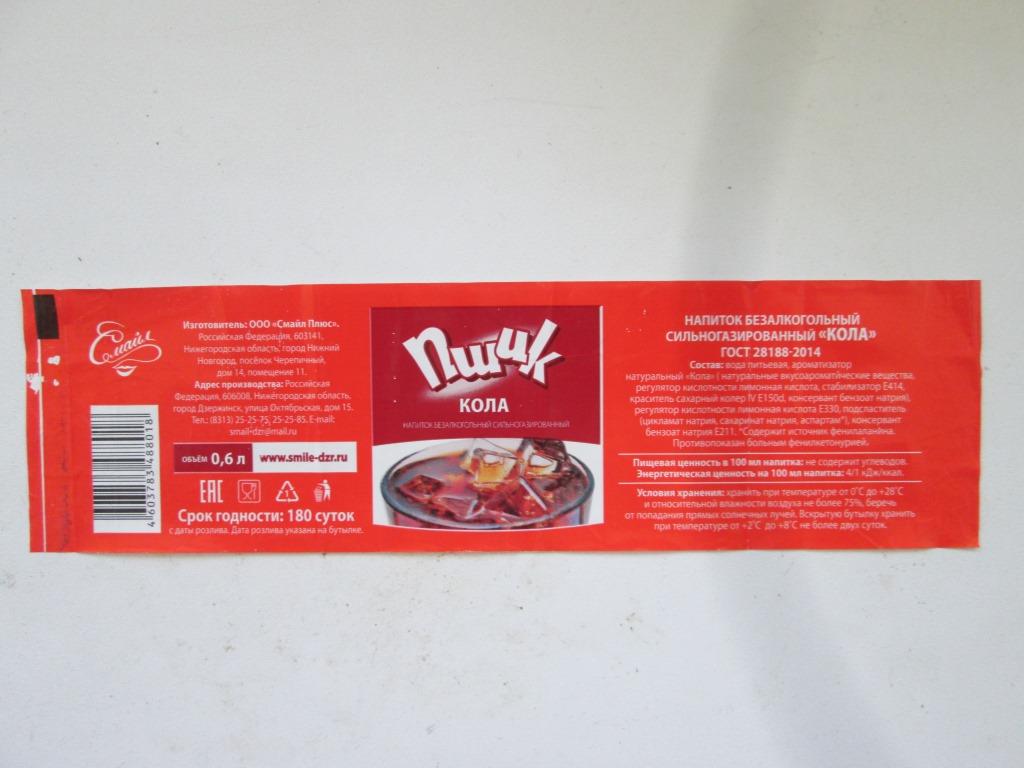 Смайл
4603783488018
Изготовитель: ООО «Смайл Плюс».
Российская Федерация, 603141,
Нижегородская область, город Нижний
Новгород, посёлок Черепичный,
дом 14, помещение 11.
Адрес производства: Российская
Федерация, 606008, Нижегородская область,
город Дзержинск, улица Октябрьская, дом 15.
Тел.: (8313) 25-25-75, 25-25-85. E-mail:
smail-dzr@mail.ru
ОБЪЁМ 0,6 л www.smile-dzr.ru
EAC 1
Срок годности: 180 суток
с даты розлива. Дата розлива указана на бутылке.
Пшик
КОЛА
НАПИТОК БЕЗАЛКОГОЛЬНЫЙ СИЛЬНОГАЗИРОВАННЫЙ
НАПИТОК БЕЗАЛКОГОЛЬНЫЙ
СИЛЬНОГАЗИРОВАННЫЙ «КОЛА»
ГОСТ 28188-2014
Состав: вода питьевая, ароматизатор
натуральный «Кола» ( натуральные вкусоароматические вещества,
регулятор кислотности лимонная кислота, стабилизатор Е414,
краситель сахарный колер IV Е150d, консервант бензоат натрия),
регулятор кислотности лимонная кислота Е330, подсластитель
(цикламат натрия, сахаринат натрия, аспартам*), консервант
бензоат натрия Е211. *Содержит источник фенилаланина.
Противопоказан больным фенилкетонурией.
Пищевая ценность в 100 мл напитка: не содержит углеводов.
Энергетическая ценность на 100 мл напитка: 4/1 кДж/ккал.
Условия хранения: хранить при температуре от 0°С до +28°С
и относительной влажности воздуха не более 75%, беречь
от попадания прямых солнечных лучей. Вскрытую бутылку хранить
при температуре от +2°С до +8°С не более двух суток.